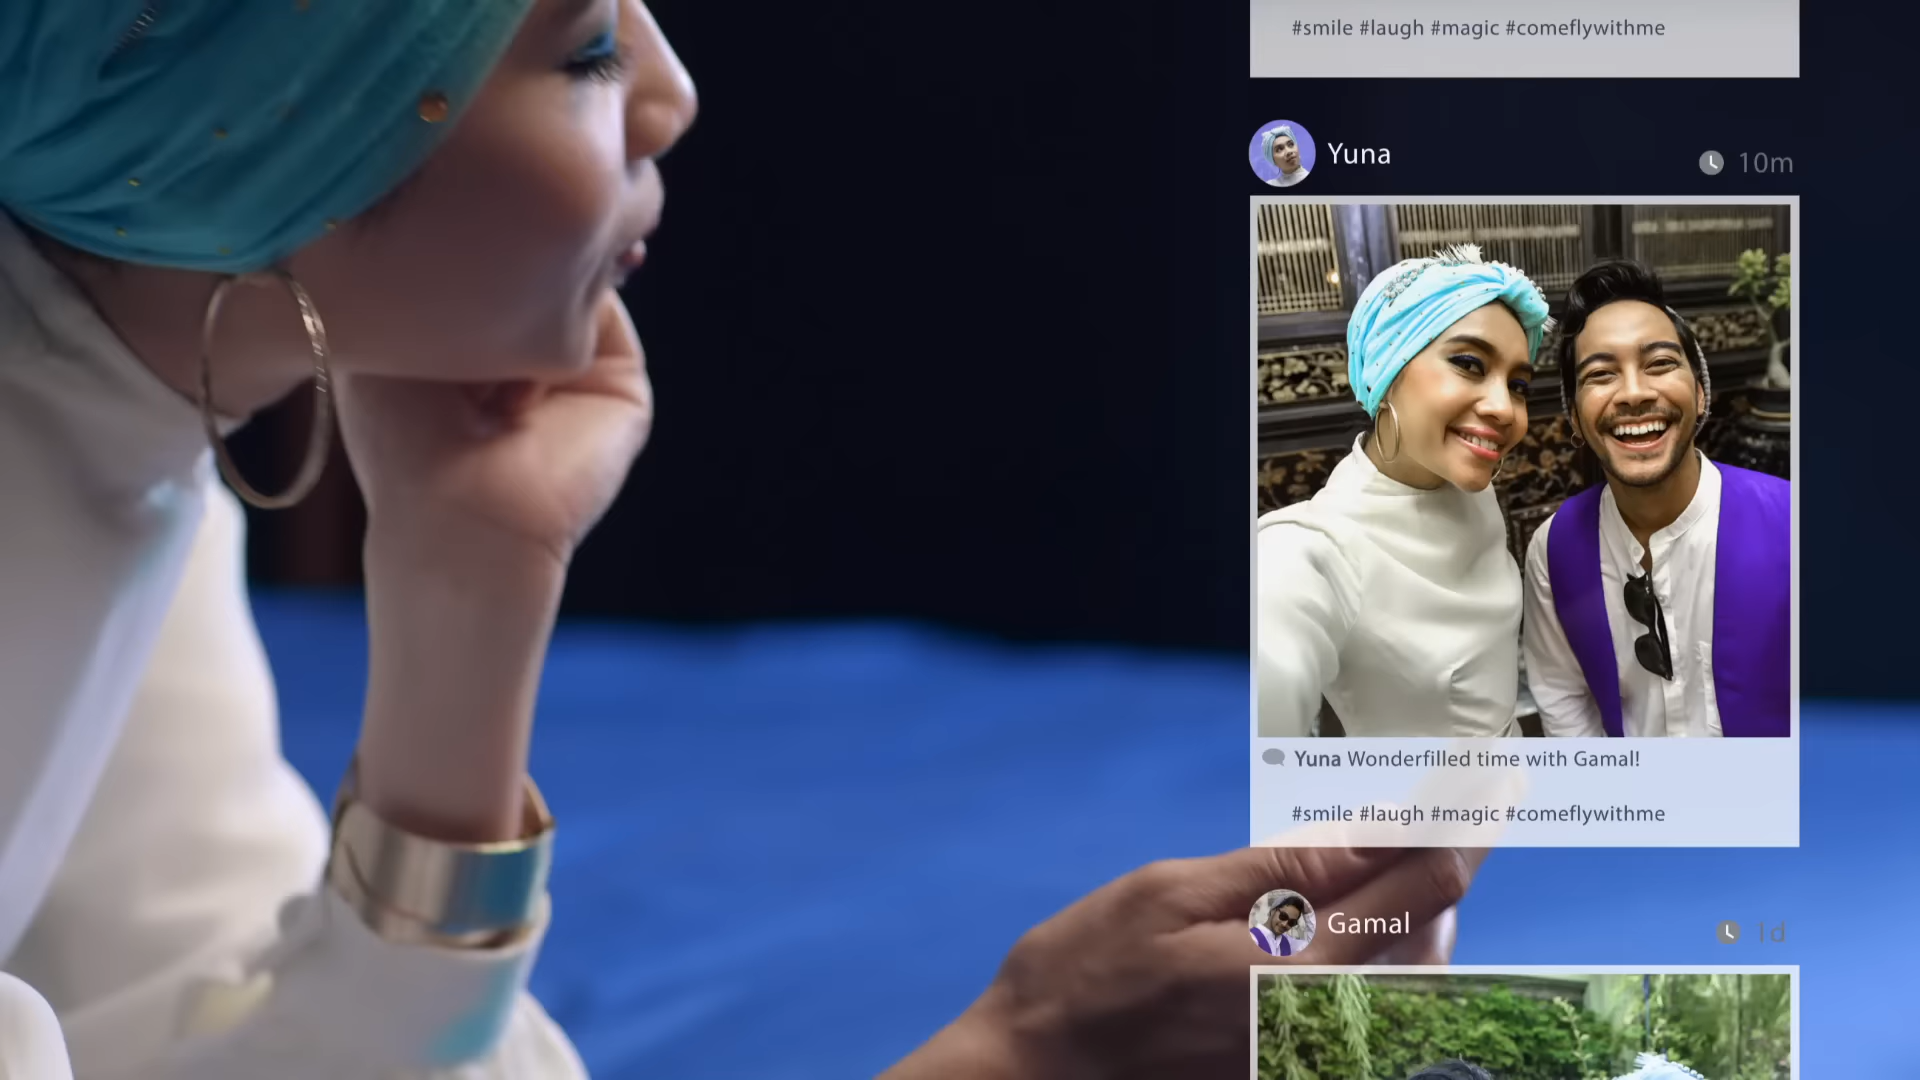 #smile #laugh #magic #comeflywithme
Yuna
10m
Yuna Wonderfilled time with Gamal!
#smile #laugh #magic #comeflywithme
Gamal
1d